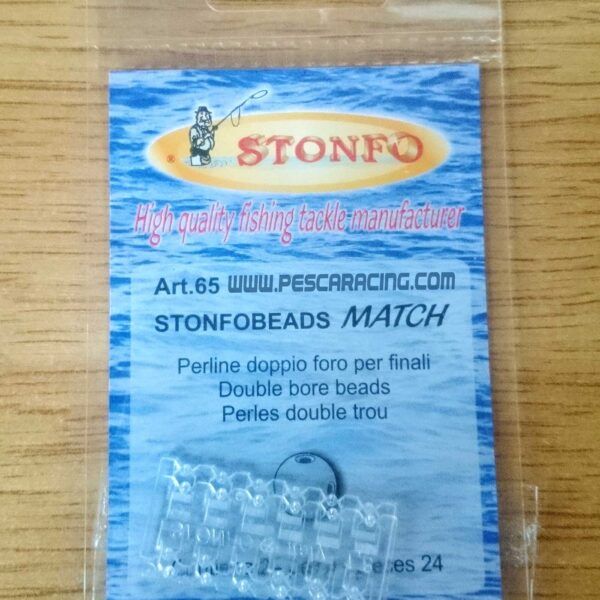 ® STONFO
High quality fishing tackle manufacturer
Art.65 WWW.PESCARACING.COM
STONFOBEADS MATCH
Perline doppio foro per finali
Double bore beads
Perles double trou
24